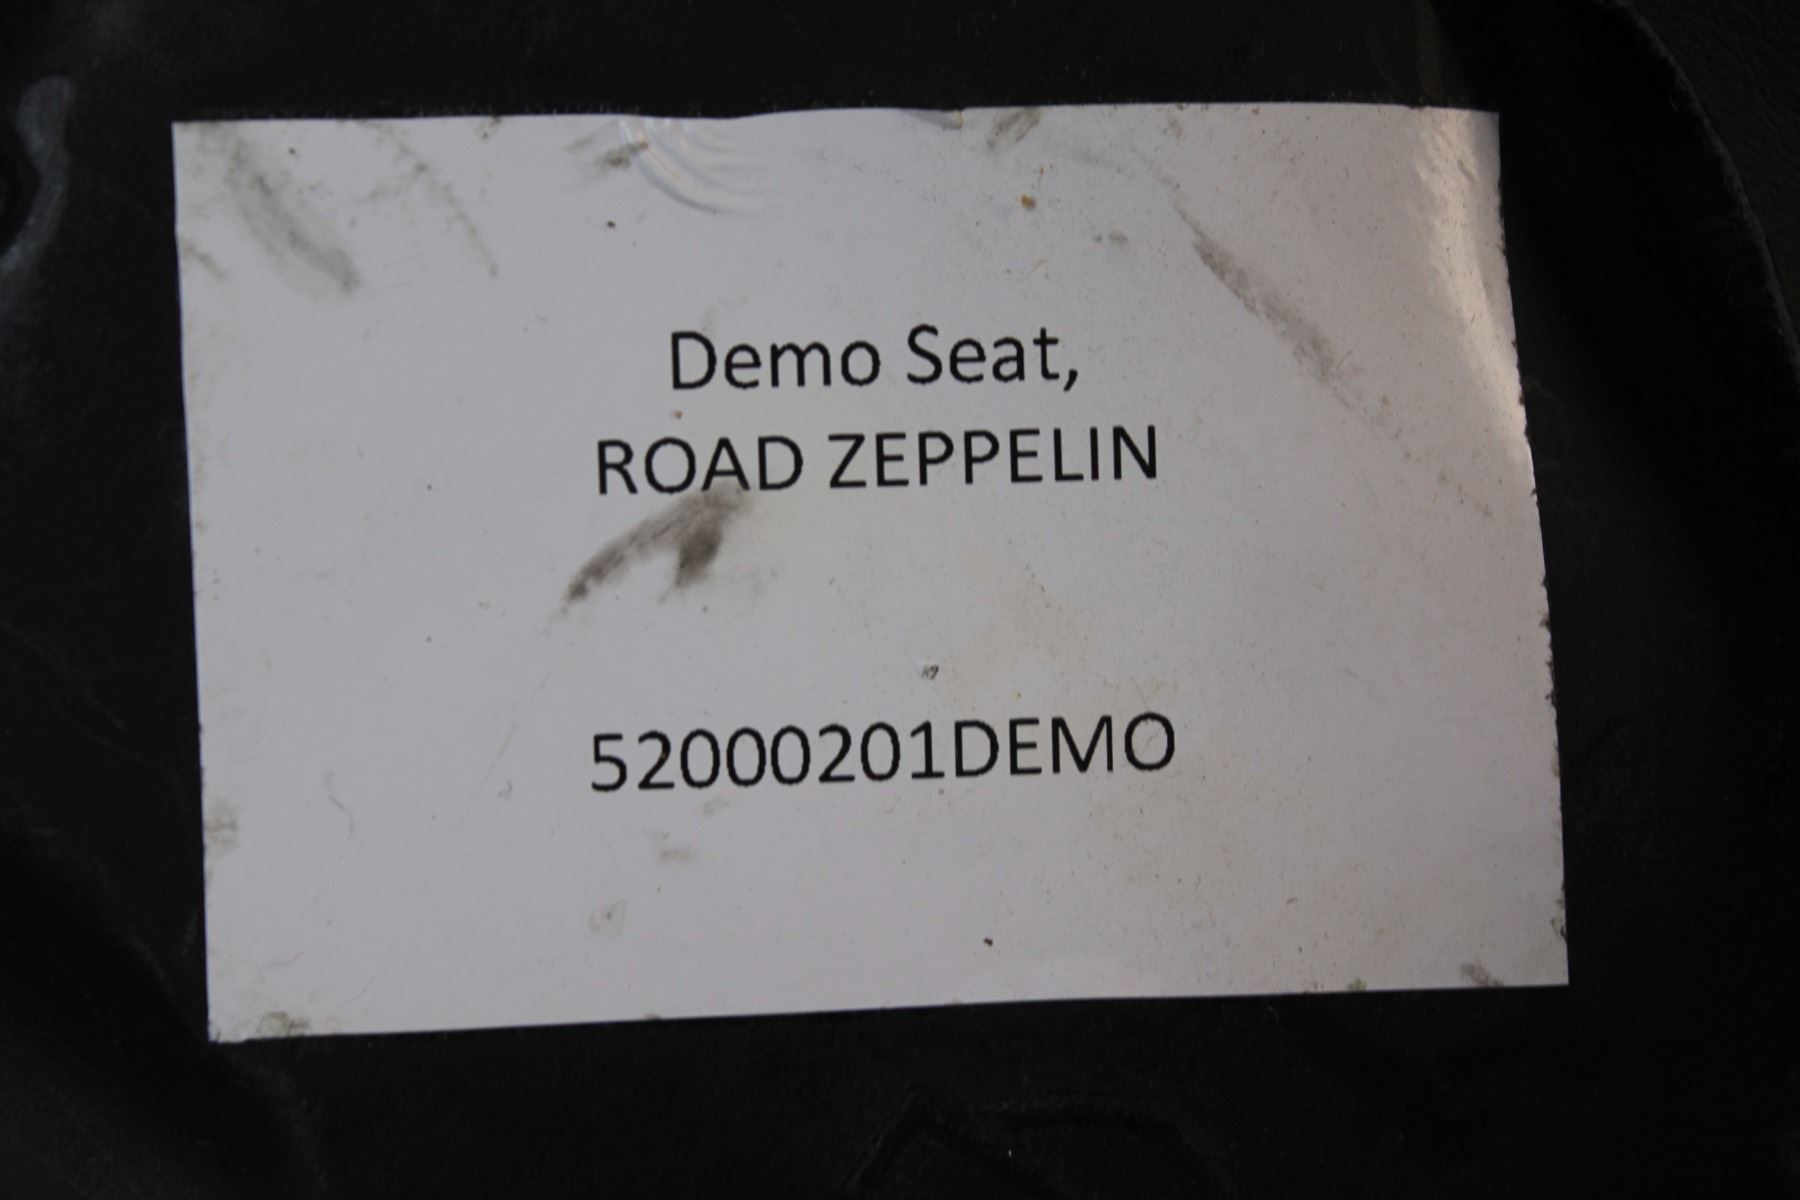 Demo Seat,
ROAD ZEPPELIN
52000201DEMO